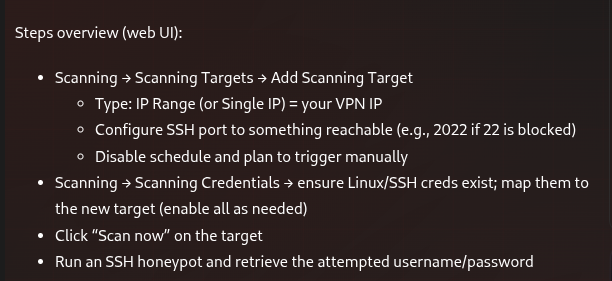 Steps overview (web UI):
• Scanning → Scanning Targets → Add Scanning Target
◦ Type: IP Range (or Single IP) = your VPN IP
◦ Configure SSH port to something reachable (e.g., 2022 if 22 is blocked)
◦ Disable schedule and plan to trigger manually
• Scanning → Scanning Credentials → ensure Linux/SSH creds exist; map them to
the new target (enable all as needed)
• Click “Scan now” on the target
• Run an SSH honeypot and retrieve the attempted username/password